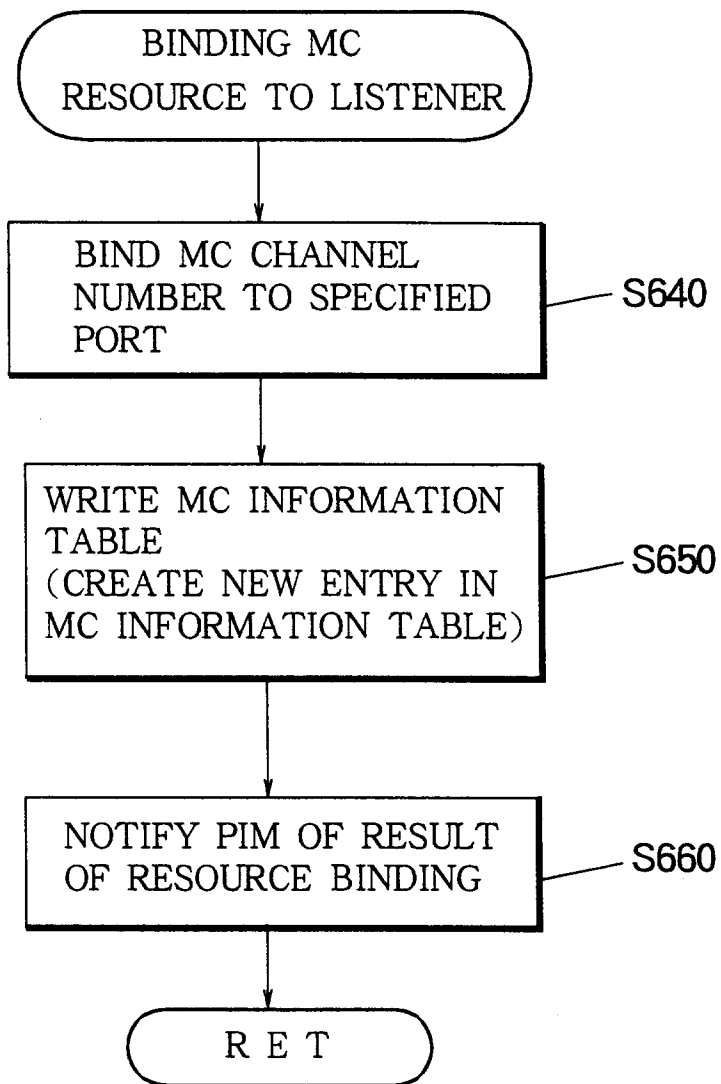 BINDING MC
RESOURCE TO LISTENER
BIND MC CHANNEL
NUMBER TO SPECIFIED
PORT
S640
WRITE MC INFORMATION
TABLE
(CREATE NEW ENTRY IN
MC INFORMATION TABLE)
S650
NOTIFY PIM OF RESULT
OF RESOURCE BINDING
S660
R E T